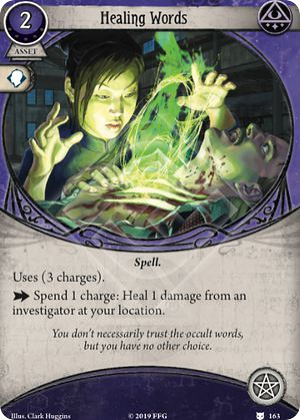 Healing Words
2
ASSET
Spell.
Uses (3 charges).
Spend 1 charge: Heal 1 damage from an
investigator at your location.
You don't necessarily trust the occult words,
but you have no other choice.
Illus. Clark Huggins
© 2019 FFG
163